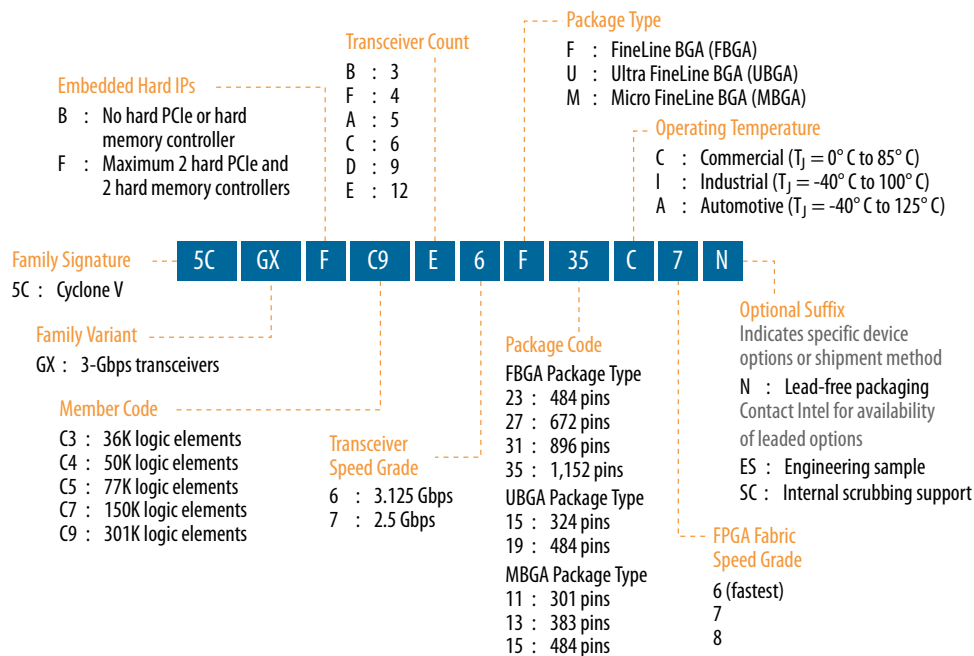 Package Type
F : FineLine BGA (FBGA)
U : Ultra FineLine BGA (UBGA)
M : Micro FineLine BGA (MBGA)
Transceiver Count
B : 3
F : 4
A : 5
C : 6
D : 9
E : 12
Embedded Hard IPs
B : No hard PCIe or hard
memory controller
F : Maximum 2 hard PCIe and
2 hard memory controllers
Operating Temperature
C : Commercial (TJ = 0° C to 85° C)
I : Industrial (TJ = -40° C to 100° C)
A : Automotive (TJ = -40° C to 125° C)
5C GX F C9 E 6 F 35 C 7 N
Family Signature
5C : Cyclone V
Family Variant
GX : 3-Gbps transceivers
Member Code
C3 : 36K logic elements
C4 : 50K logic elements
C5 : 77K logic elements
C7 : 150K logic elements
C9 : 301K logic elements
Transceiver
Speed Grade
6 : 3.125 Gbps
7 : 2.5 Gbps
Package Code
FBGA Package Type
23 : 484 pins
27 : 672 pins
31 : 896 pins
35 : 1,152 pins
UBGA Package Type
15 : 324 pins
19 : 484 pins
MBGA Package Type
11 : 301 pins
13 : 383 pins
15 : 484 pins
Optional Suffix
Indicates specific device
options or shipment method
N : Lead-free packaging
Contact Intel for availability
of leaded options
ES : Engineering sample
SC : Internal scrubbing support
FPGA Fabric
Speed Grade
6 (fastest)
7
8